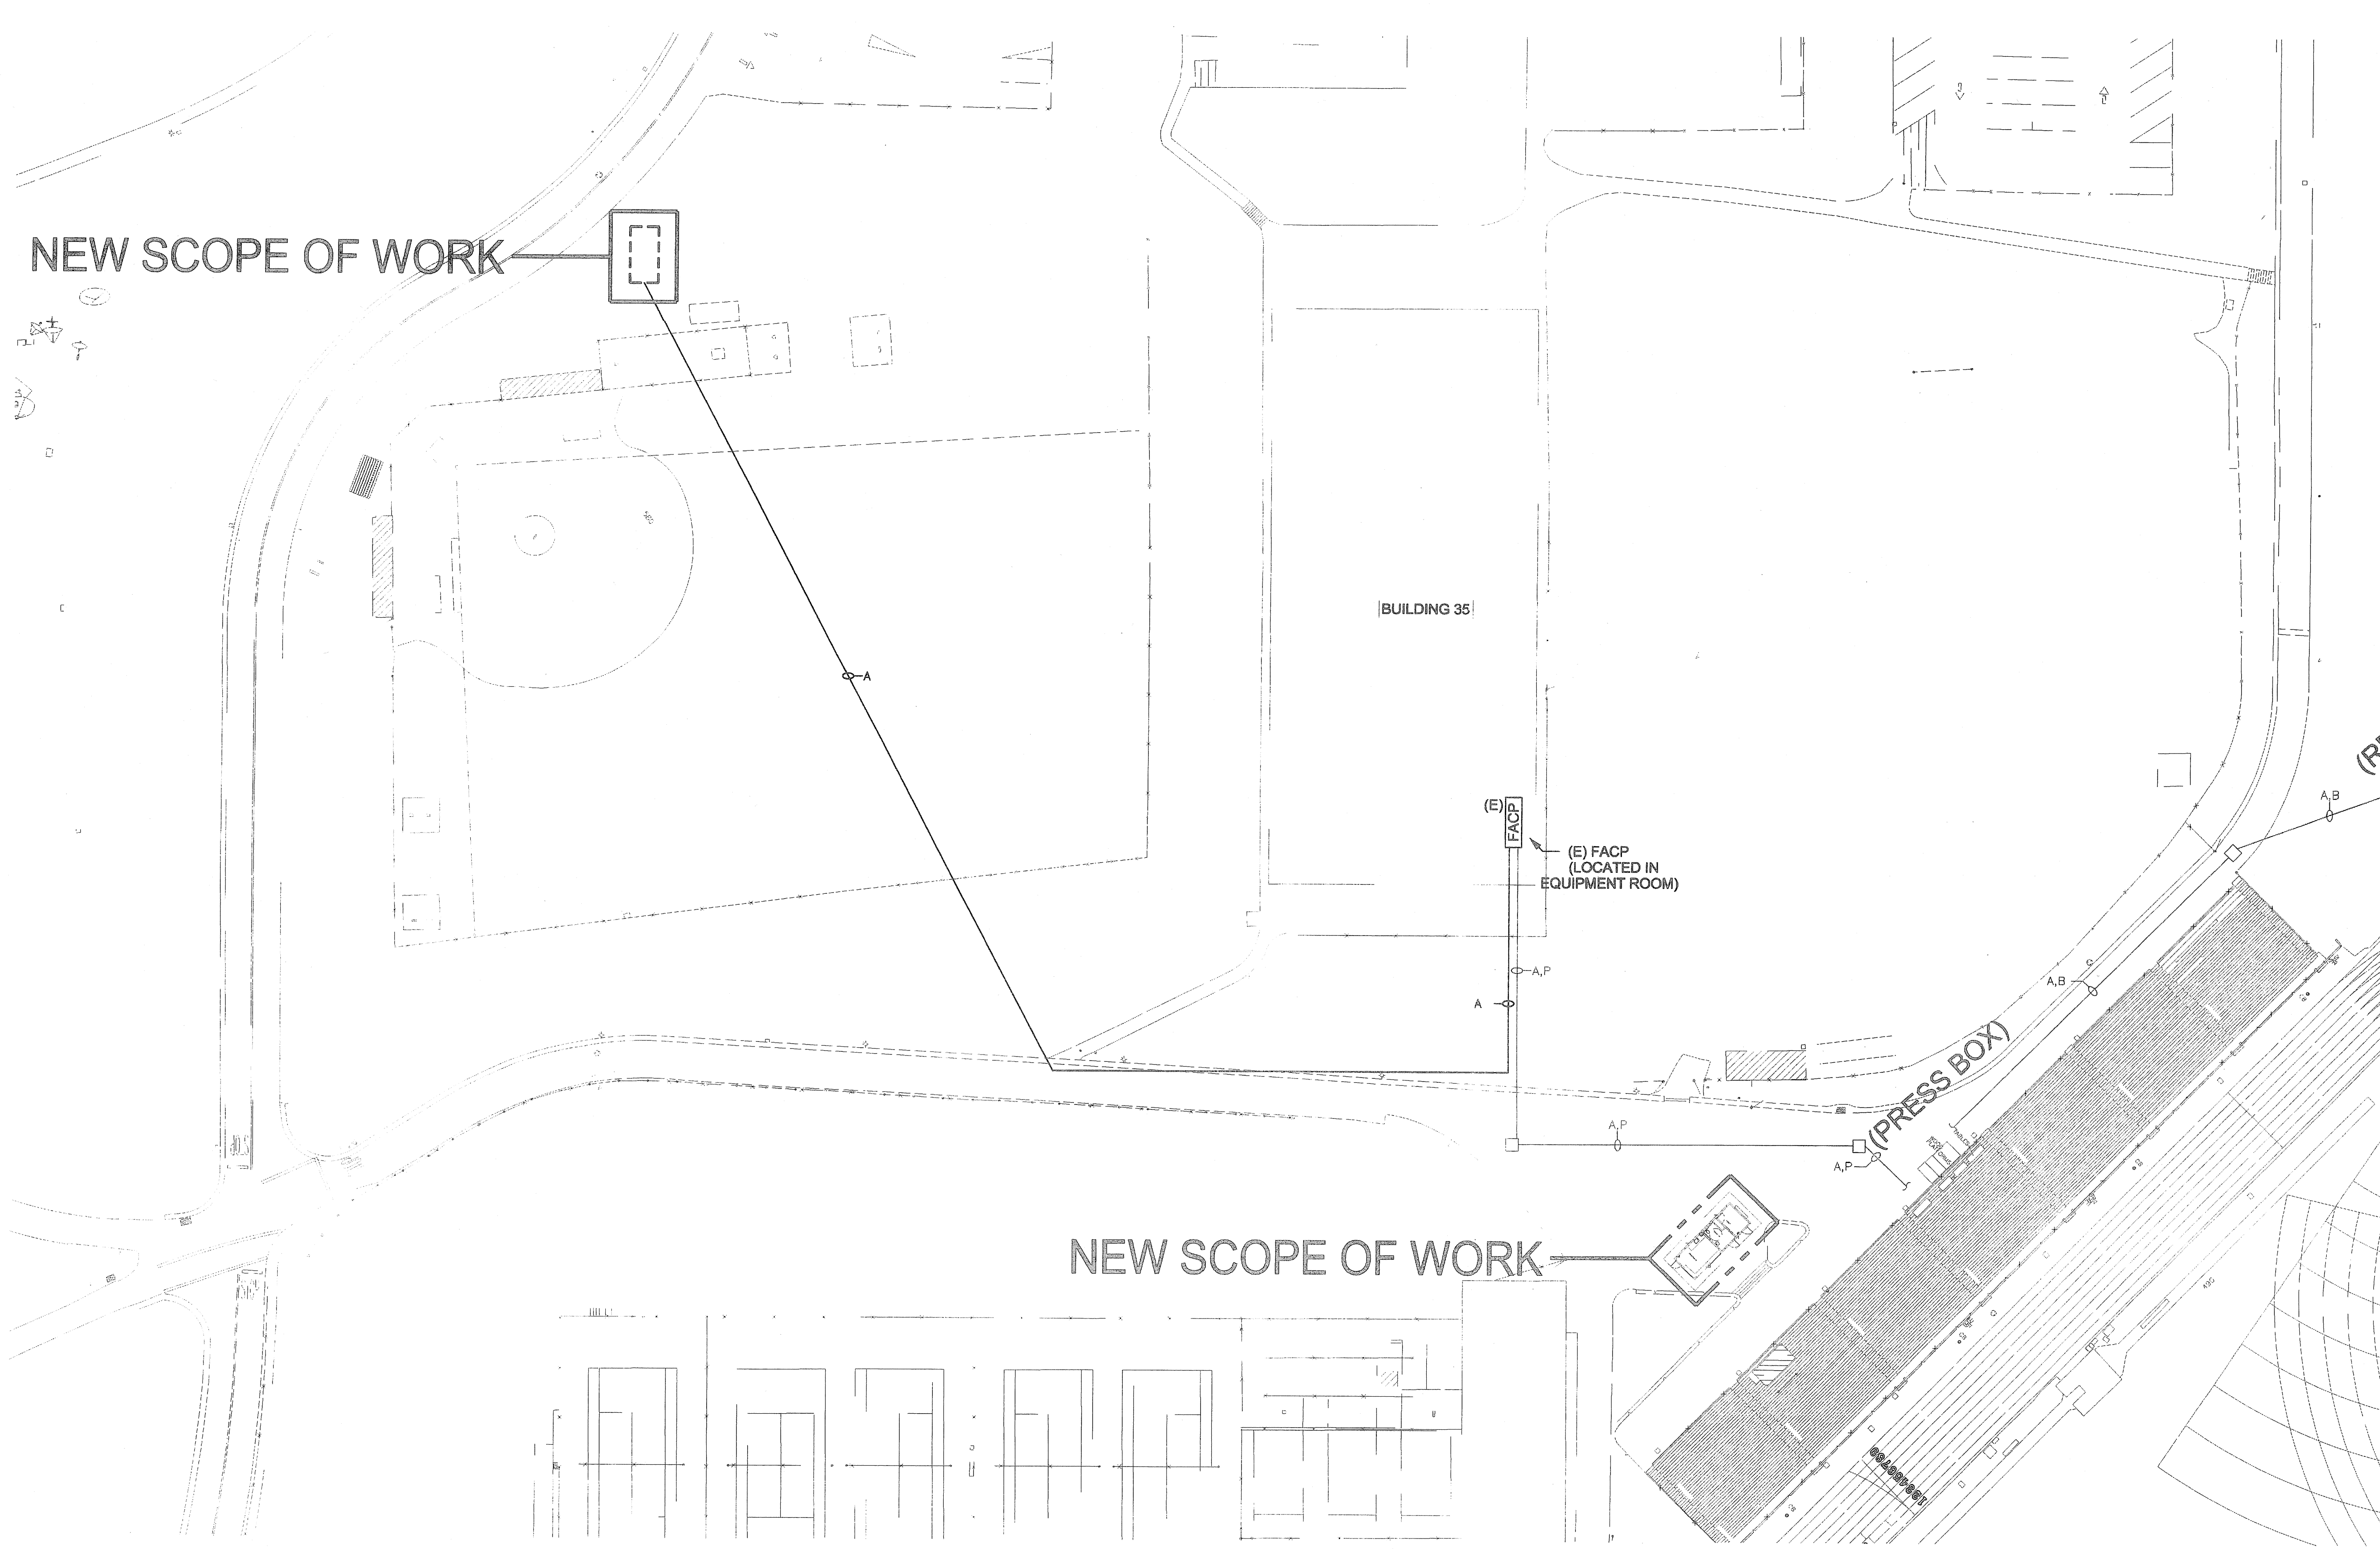 NEW SCOPE OF WORK
BUILDING 35
A
(E)
FACP
(E) FACP
(LOCATED IN
EQUIPMENT ROOM)
A,B
A,P
A
A,B
(PRESS BOX)
A,P
A,P
NEW SCOPE OF WORK